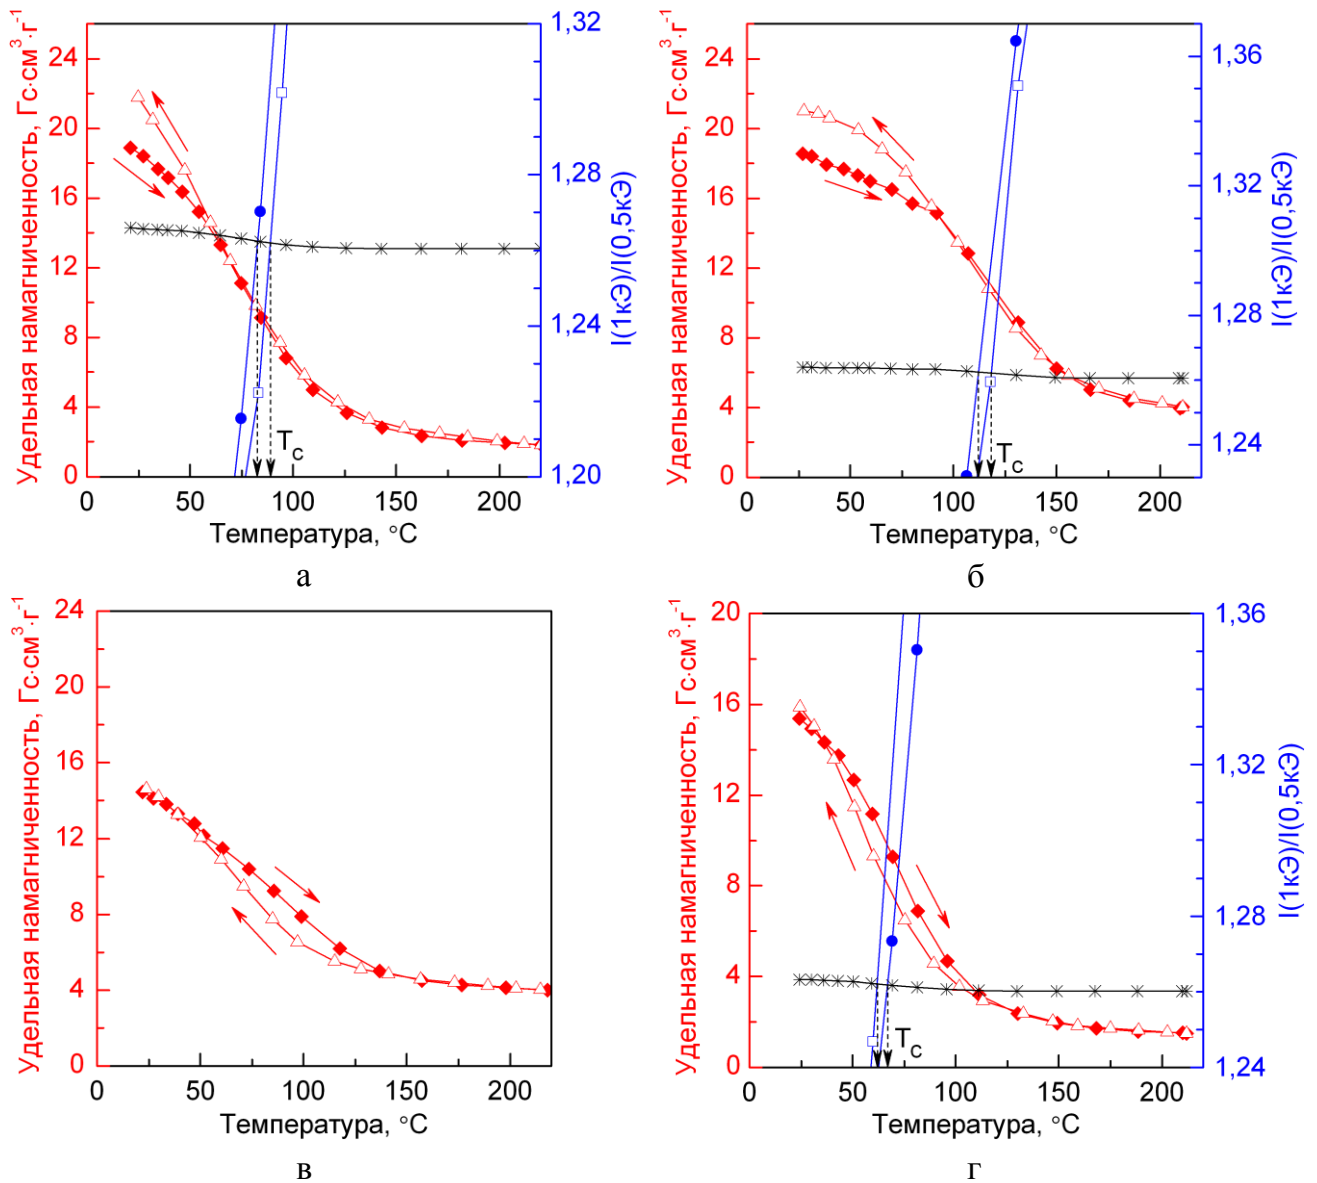 Удельная намагниченность, Гс·см³·г⁻¹
24
20
16
12
8
4
0
0 50 100 150 200
Температура, °C
1,32
1,28
1,24
1,20
I(1кЭ)/I(0,5кЭ)
Tc
а
Удельная намагниченность, Гс·см³·г⁻¹
24
20
16
12
8
4
0
0 50 100 150 200
Температура, °C
1,36
1,32
1,28
1,24
I(1кЭ)/I(0,5кЭ)
Tc
б
Удельная намагниченность, Гс·см³·г⁻¹
24
20
16
12
8
4
0
0 50 100 150 200
Температура, °C
в
Удельная намагниченность, Гс·см³·г⁻¹
20
16
12
8
4
0
0 50 100 150 200
Температура, °C
1,36
1,32
1,28
1,24
I(1кЭ)/I(0,5кЭ)
Tc
г